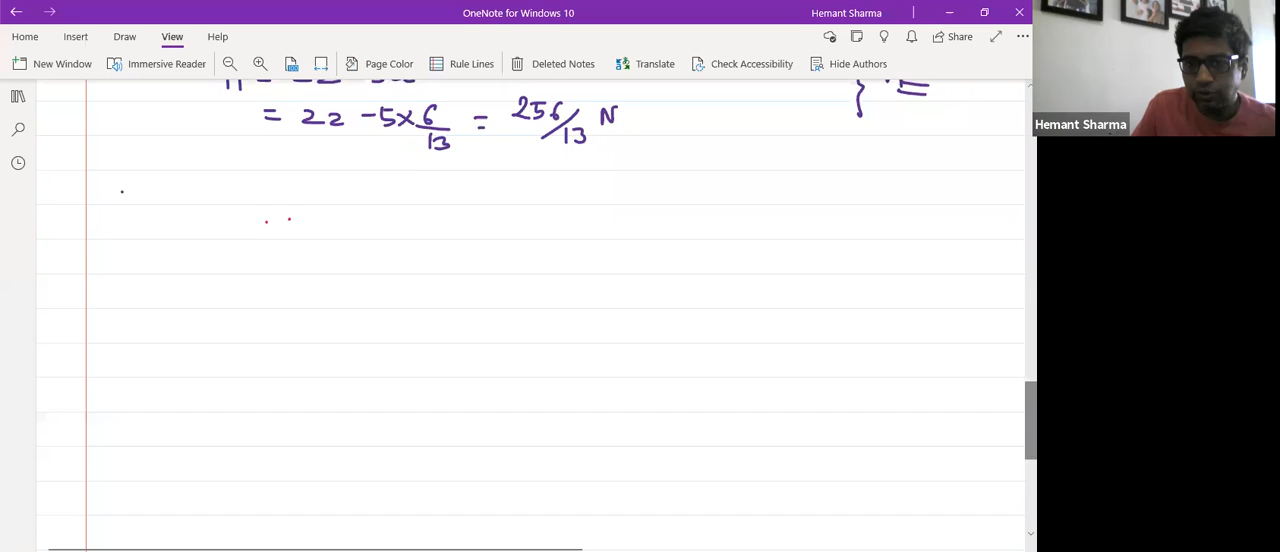 OneNote for Windows 10
Hemant Sharma
Home Insert Draw View Help
Share
New Window Immersive Reader Page Color Rule Lines Deleted Notes Translate Check Accessibility Hide Authors
= 22 - 5 × 6/13 = 256/13 N
Hemant Sharma